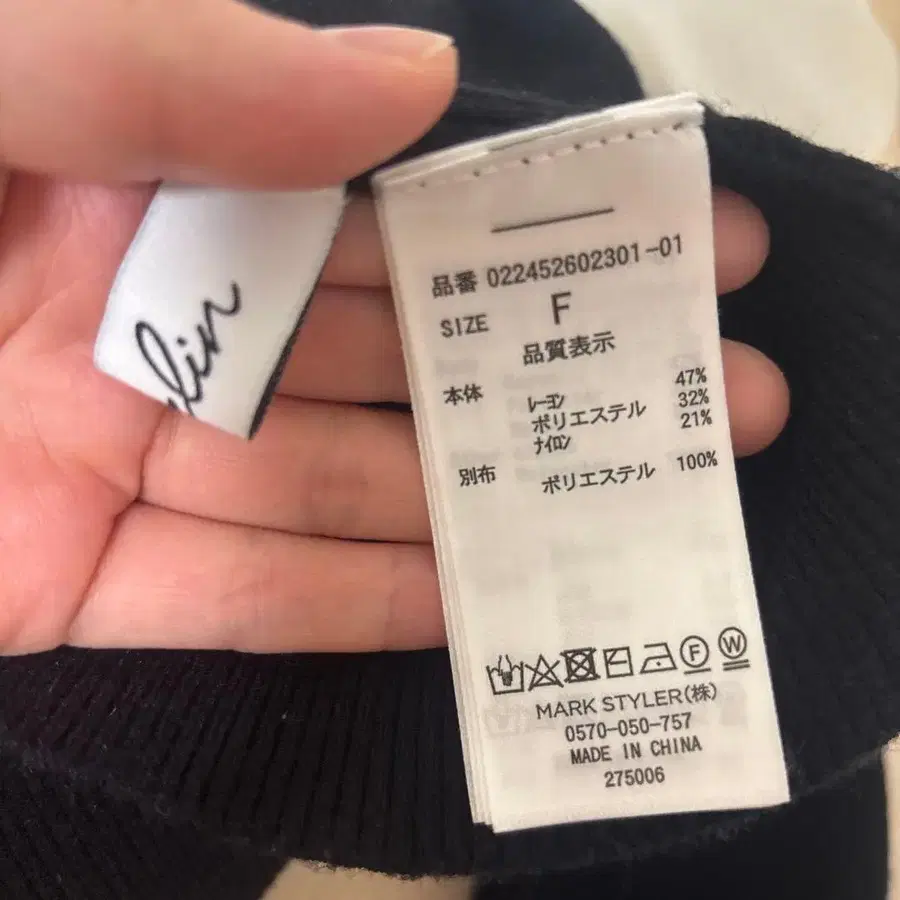 lin
品番 022452602301-01
SIZE F
品質表示
本体 レーヨン 47%
ポリエステル 32%
ナイロン 21%
別布 ポリエステル 100%
F W
MARK STYLER(株)
0570-050-757
MADE IN CHINA
275006